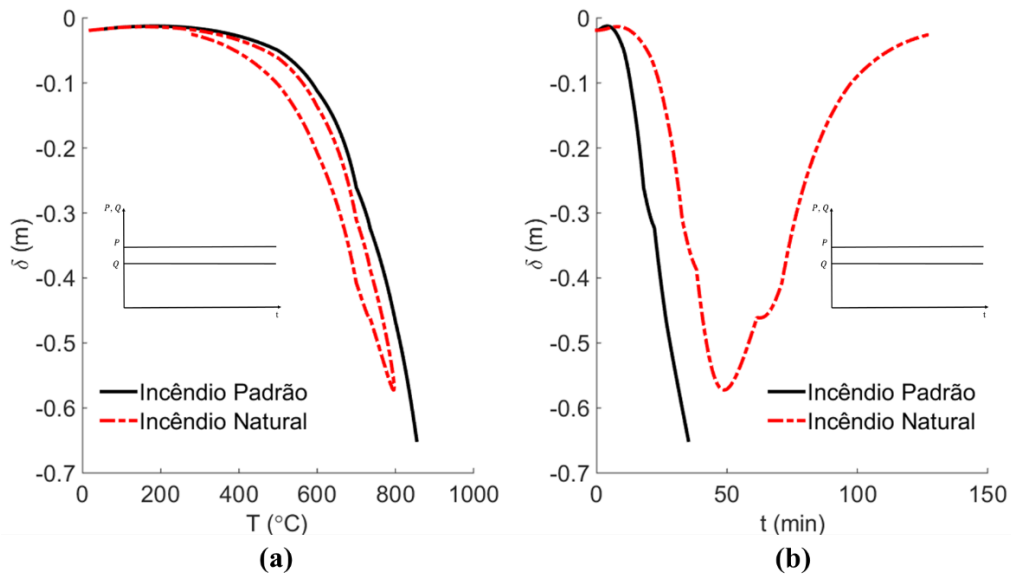 0
-0.1
-0.2
-0.3
-0.4
-0.5
-0.6
-0.7
δ (m)
P, Q
P
Q
t
Incêndio Padrão
Incêndio Natural
0 200 400 600 800 1000
T (°C)
(a)
0
-0.1
-0.2
-0.3
-0.4
-0.5
-0.6
-0.7
δ (m)
P, Q
P
Q
t
Incêndio Padrão
Incêndio Natural
0 50 100 150
t (min)
(b)